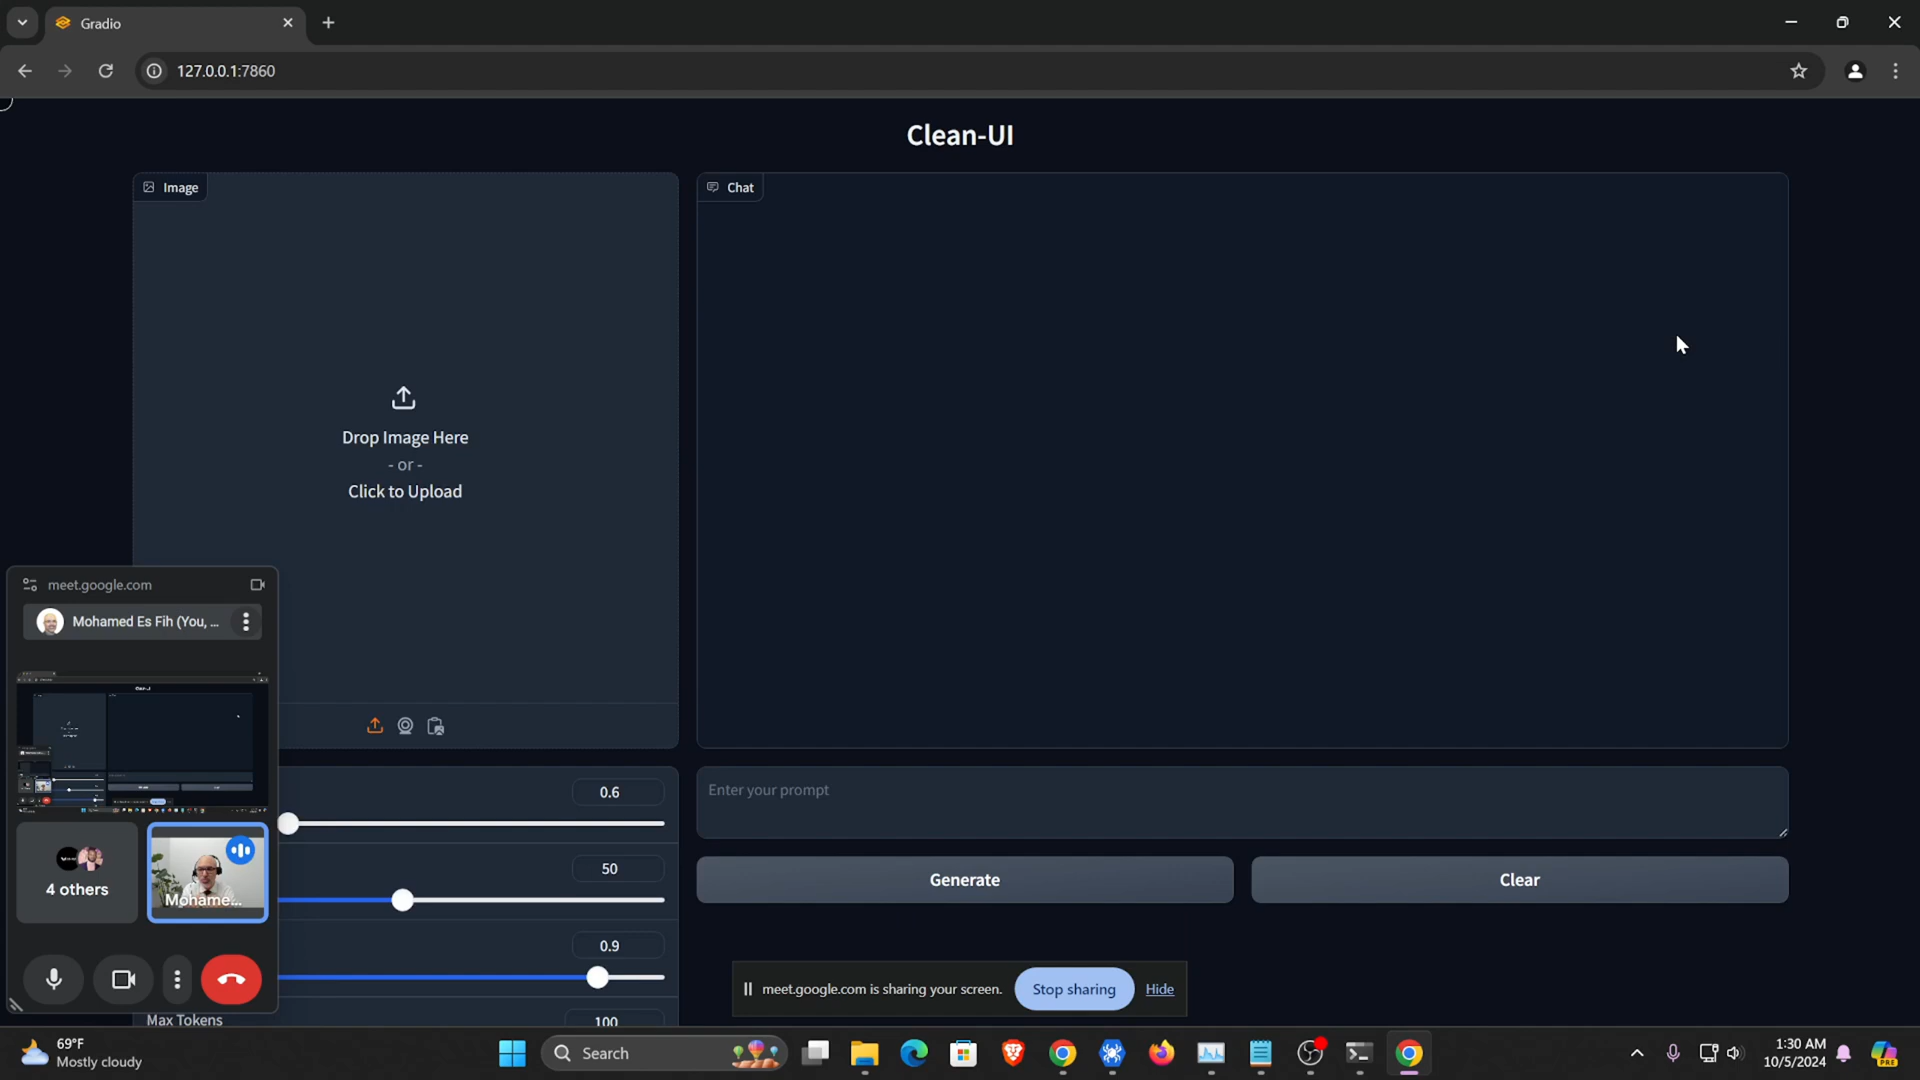 Gradio
127.0.0.1:7860
Clean-UI
Image
Chat
Drop Image Here
- or -
Click to Upload
meet.google.com
Mohamed Es Fih (You, ...
4 others
Mohame...
0.6
50
0.9
Max Tokens
100
Enter your prompt
Generate
Clear
meet.google.com is sharing your screen.
Stop sharing
Hide
69°F
Mostly cloudy
Search
1:30 AM
10/5/2024
PRE